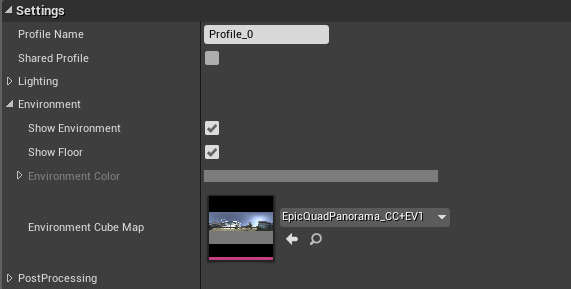 Settings
Profile Name
Profile_0
Shared Profile
Lighting
Environment
Show Environment
Show Floor
Environment Color
Environment Cube Map
EpicQuadPanorama_CC+EV1
PostProcessing